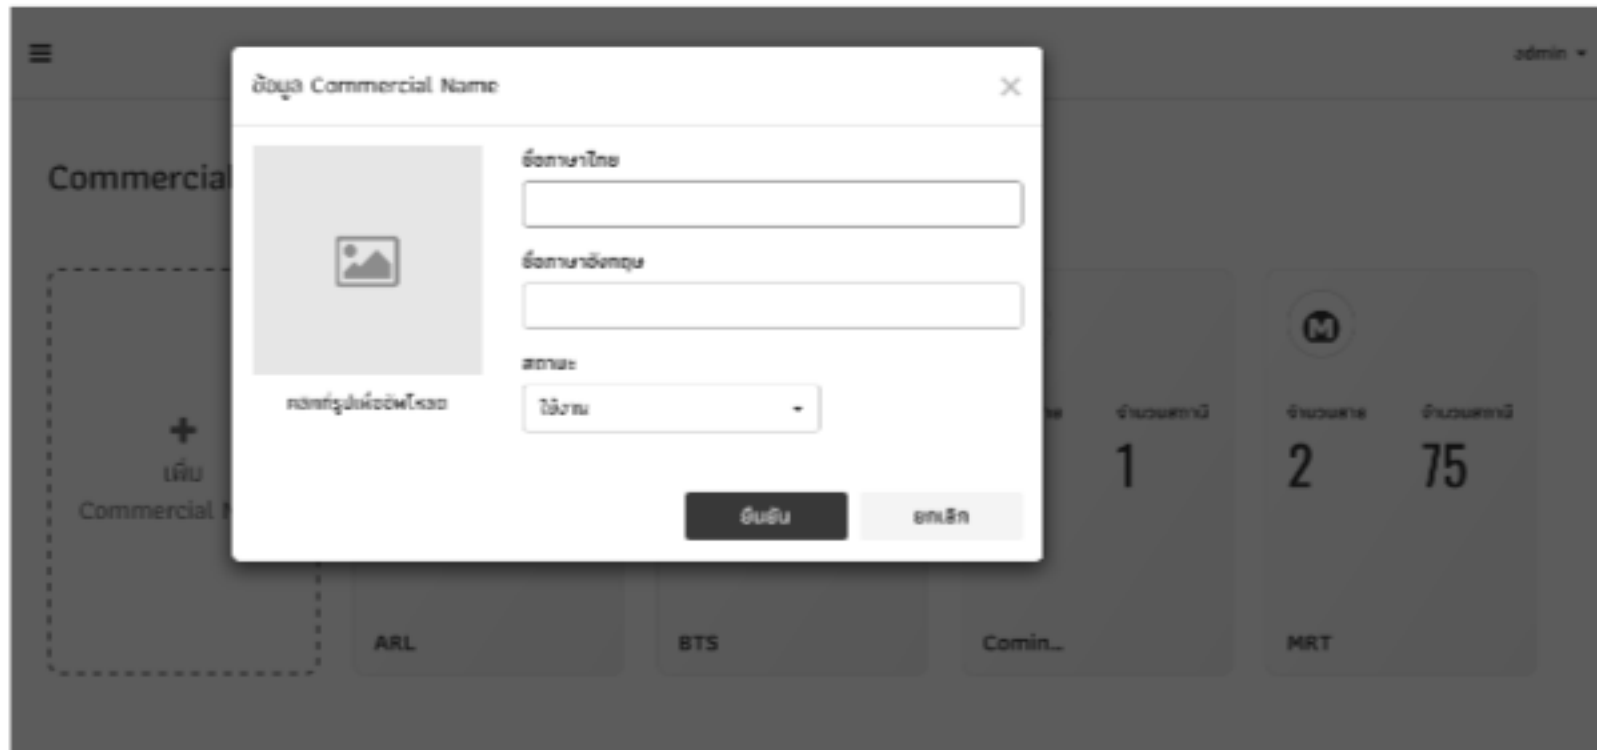 admin
ข้อมูล Commercial Name
×
Commercial
ชื่อภาษาไทย
ชื่อภาษาอังกฤษ
สถานะ
ใช้งาน
คลิกที่รูปเพื่ออัพโหลด
ยืนยัน
ยกเลิก
+
เพิ่ม
Commercial
จำนวนสถานี
1
M
จำนวนสาย
จำนวนสถานี
2
75
ARL
BTS
Comin...
MRT